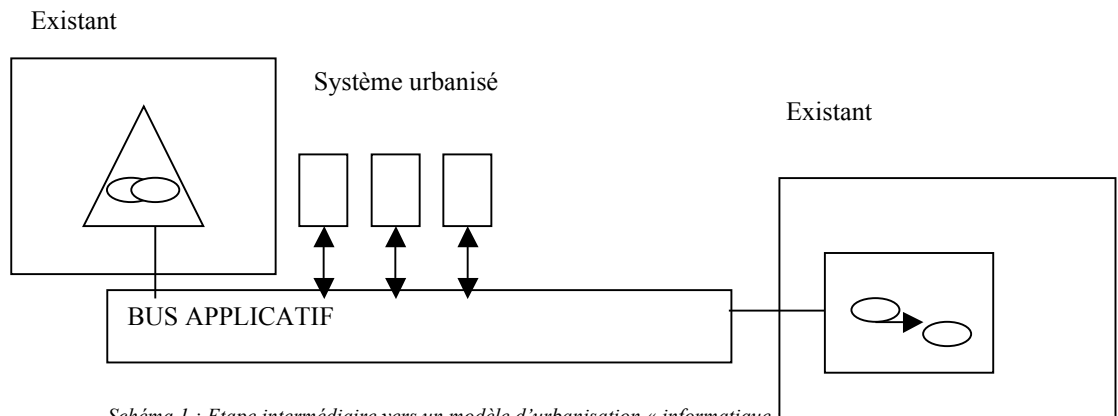 Existant
Système urbanisé
Existant
BUS APPLICATIF
Schéma 1 : Etape intermédiaire vers un modèle d'urbanisation « informatique